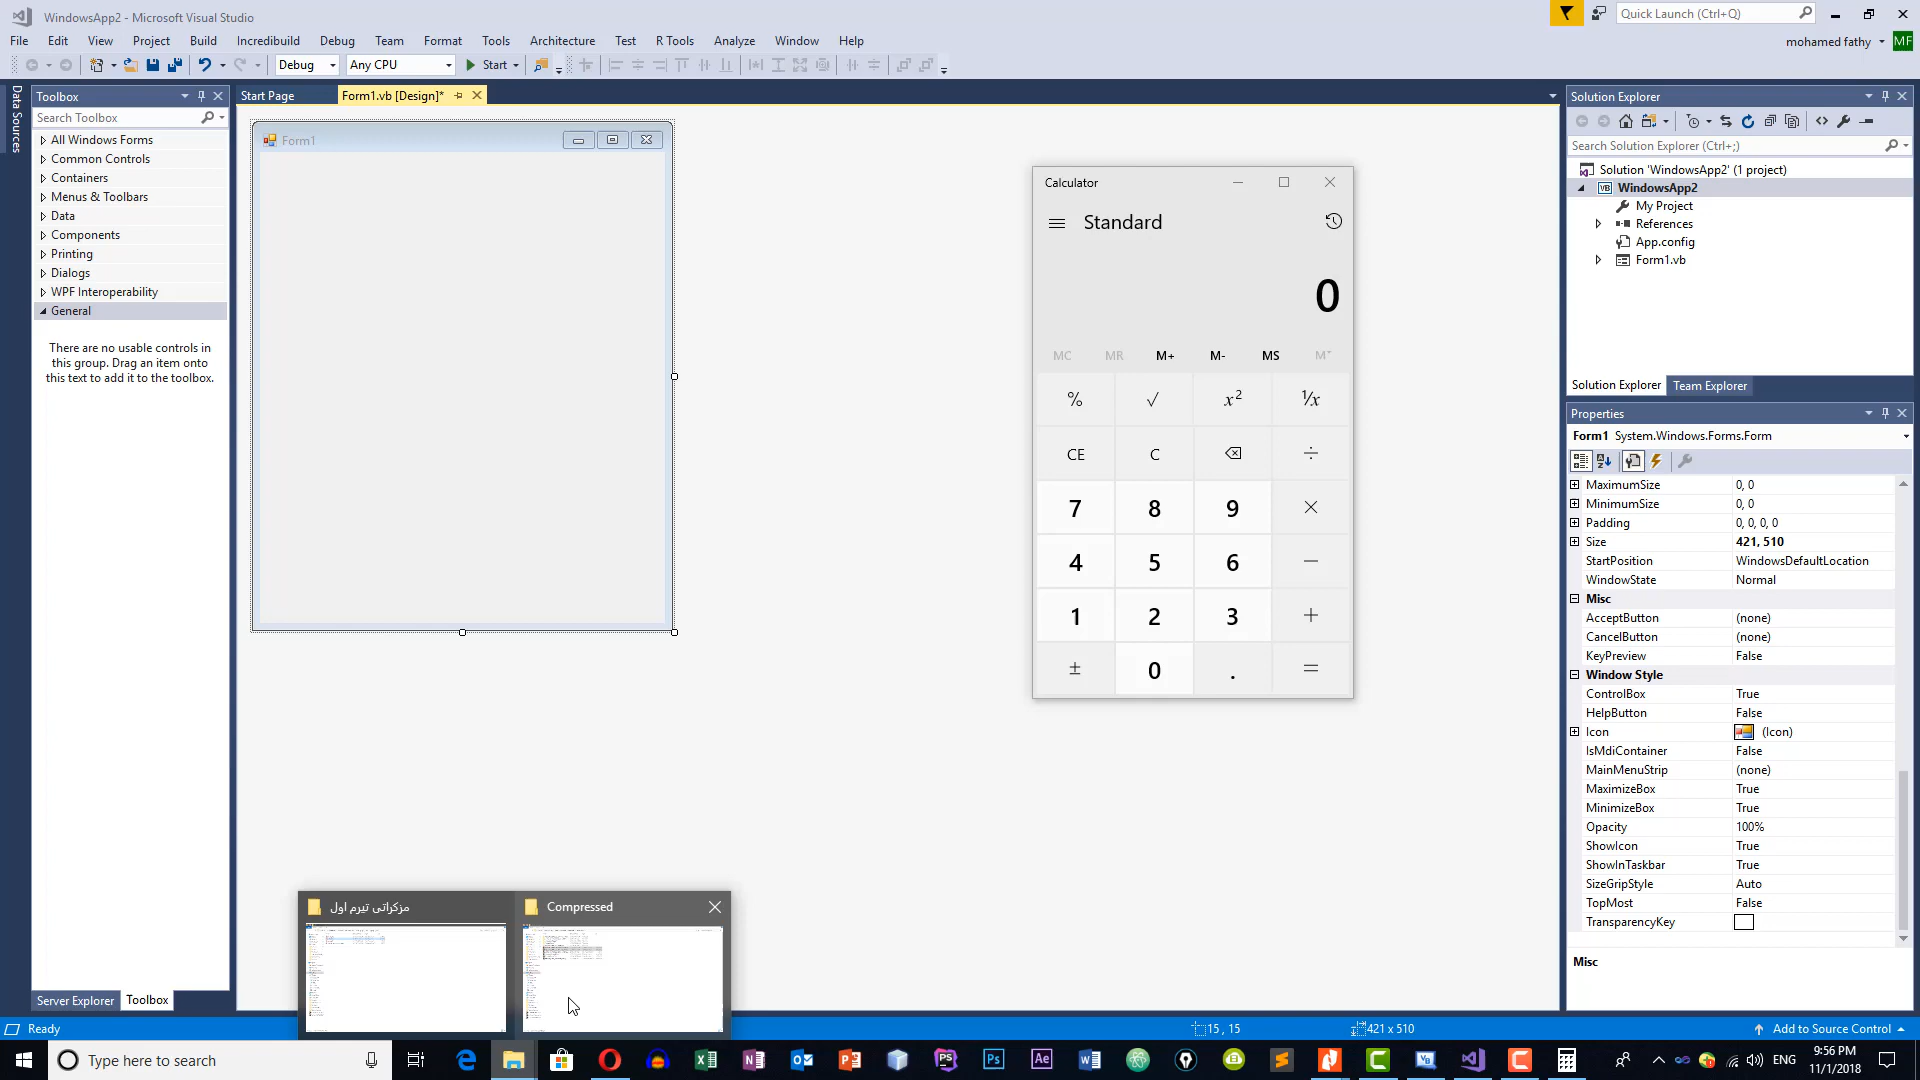 WindowsApp2 - Microsoft Visual Studio
Quick Launch (Ctrl+Q)
File Edit View Project Build Incredibuild Debug Team Format Tools Architecture Test R Tools Analyze Window Help
mohamed fathy MF
Debug Any CPU Start
Data Sources
Toolbox
Search Toolbox
All Windows Forms
Common Controls
Containers
Menus & Toolbars
Data
Components
Printing
Dialogs
WPF Interoperability
General
There are no usable controls in
this group. Drag an item onto
this text to add it to the toolbox.
Server Explorer Toolbox
Start Page Form1.vb [Design]*
Form1
Calculator
Standard
0
MC MR M+ M- MS M˅
% √ x² ⅟x
CE C ÷
7 8 9 ×
4 5 6 −
1 2 3 +
± 0 . =
Solution Explorer
Search Solution Explorer (Ctrl+;)
Solution 'WindowsApp2' (1 project)
VB WindowsApp2
My Project
References
App.config
Form1.vb
Solution Explorer Team Explorer
Properties
Form1 System.Windows.Forms.Form
MaximumSize 0, 0
MinimumSize 0, 0
Padding 0, 0, 0, 0
Size 421, 510
StartPosition WindowsDefaultLocation
WindowState Normal
Misc
AcceptButton (none)
CancelButton (none)
KeyPreview False
Window Style
ControlBox True
HelpButton False
Icon (Icon)
IsMdiContainer False
MainMenuStrip (none)
MaximizeBox True
MinimizeBox True
Opacity 100%
ShowIcon True
ShowInTaskbar True
SizeGripStyle Auto
TopMost False
TransparencyKey
Misc
مزكراتى تيرم اول
Compressed
Ready
15 , 15
421 x 510
Add to Source Control
Type here to search
ENG
9:56 PM
11/1/2018